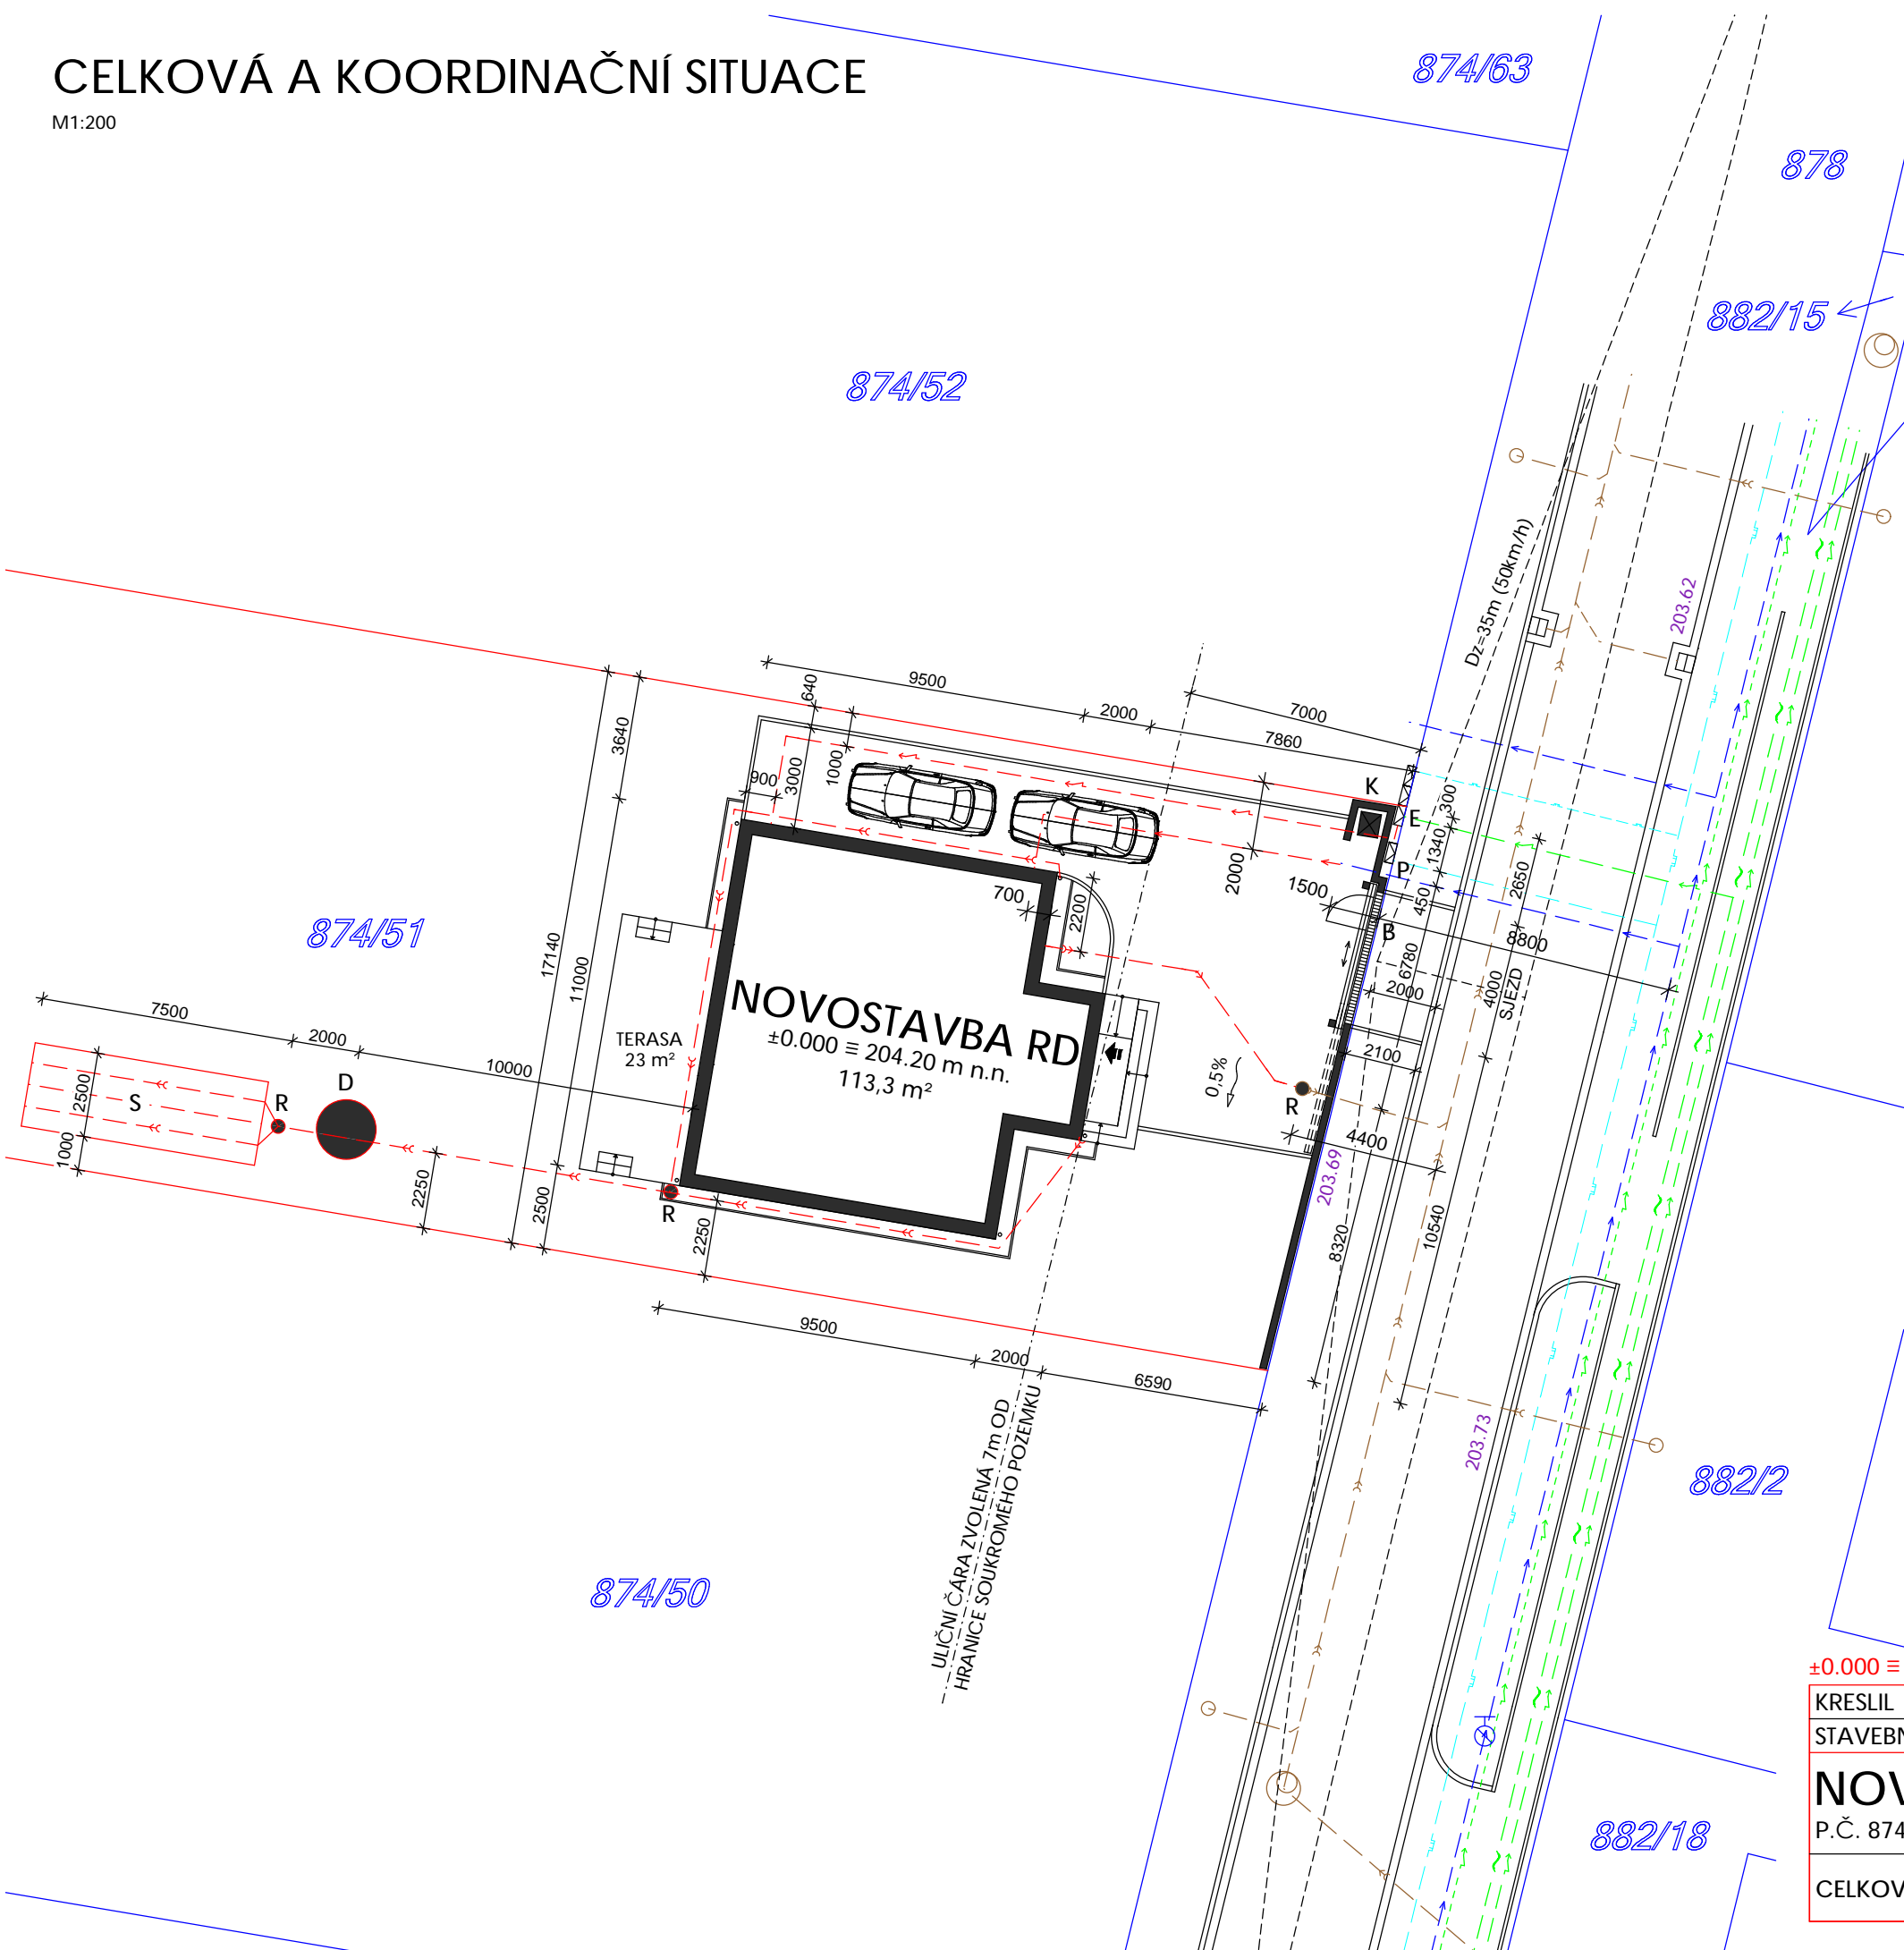 CELKOVÁ A KOORDINAČNÍ SITUACE
M1:200
874/63
878
882/15
874/52
Dz=35m (50km/h)
203.62
9500
2000
7000
7860
640
3640
900
3000
1000
K
E
P
B
300
1340
450
2650
1500
2000
700
2200
8800
6780
2000
4000
SJEZD
874/51
17140
11000
NOVOSTAVBA RD
±0.000 ≡ 204.20 m n.n.
113,3 m²
TERASA
23 m²
7500
2000
10000
2500
1000
S
R
D
2250
2500
R
2250
0,5%
R
2100
4400
203.69
8320
10540
9500
2000
6590
ULIČNÍ ČÁRA ZVOLENÁ 7m OD
HRANICE SOUKROMÉHO POZEMKU
203.73
882/2
874/50
882/18
±0.000 ≡
KRESLIL
STAVEBN
NOV
P.Č. 874
CELKOV